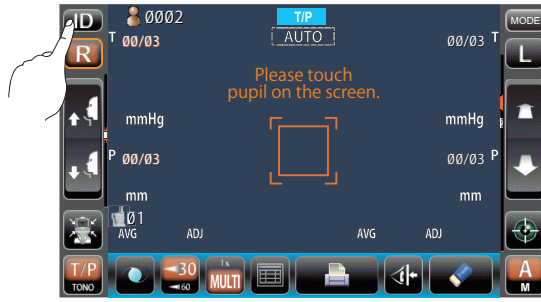 ID
0002
T/P
MODE
R
T 00/03
AUTO
00/03 T
L
Please touch
pupil on the screen.
mmHg
mmHg
P 00/03
00/03 P
mm
mm
01
AVG ADJ
AVG ADJ
T/P
TONO
30
60
1x
MULTI
A
M